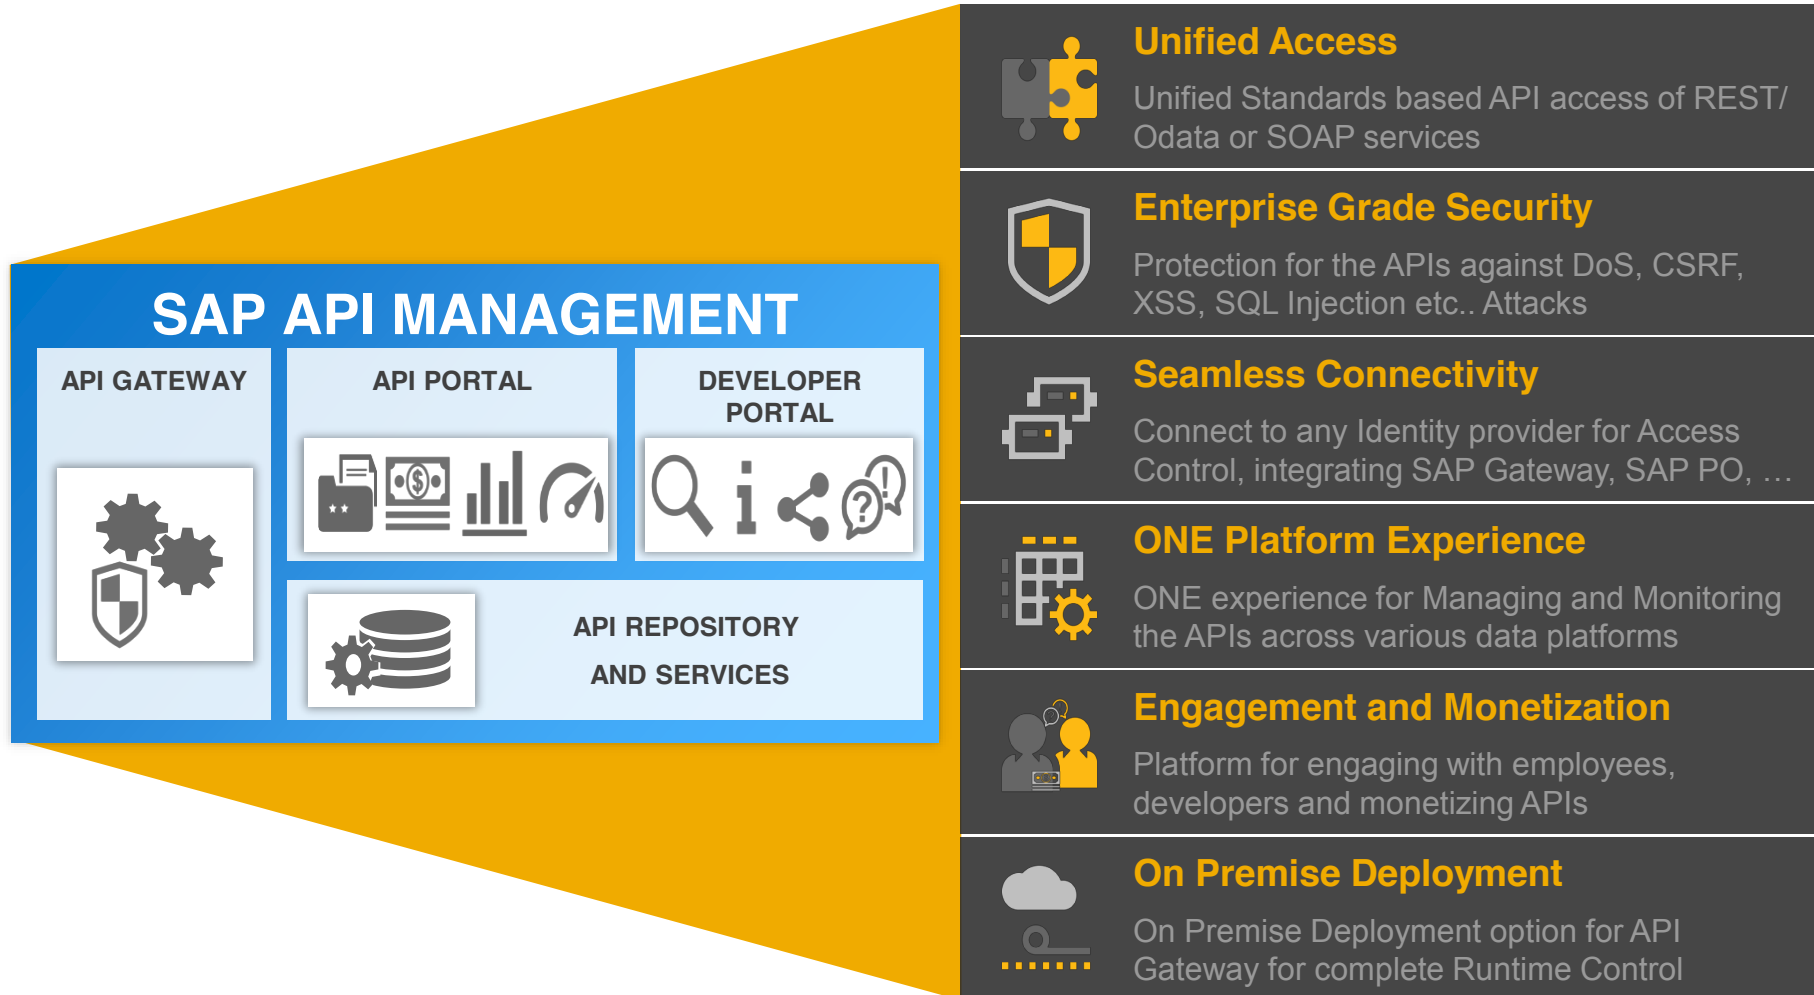 SAP API MANAGEMENT
API GATEWAY
API PORTAL
DEVELOPER
PORTAL
API REPOSITORY
AND SERVICES
Unified Access
Unified Standards based API access of REST/
Odata or SOAP services
Enterprise Grade Security
Protection for the APIs against DoS, CSRF,
XSS, SQL Injection etc.. Attacks
Seamless Connectivity
Connect to any Identity provider for Access
Control, integrating SAP Gateway, SAP PO, …
ONE Platform Experience
ONE experience for Managing and Monitoring
the APIs across various data platforms
Engagement and Monetization
Platform for engaging with employees,
developers and monetizing APIs
On Premise Deployment
On Premise Deployment option for API
Gateway for complete Runtime Control